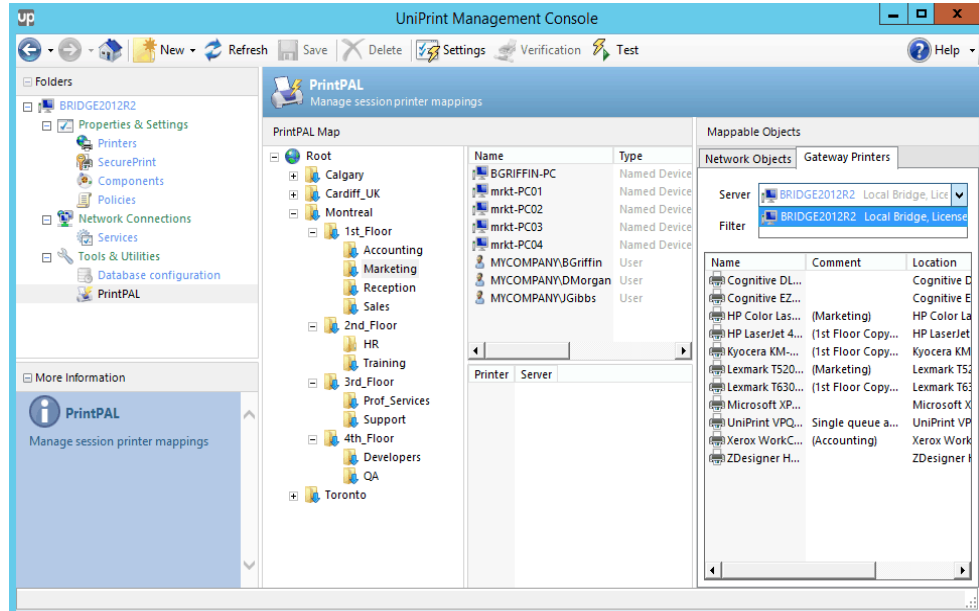 up UniPrint Management Console
New Refresh Save Delete Settings Verification Test Help
Folders
BRIDGE2012R2
Properties & Settings
Printers
SecurePrint
Components
Policies
Network Connections
Services
Tools & Utilities
Database configuration
PrintPAL
More Information
PrintPAL
Manage session printer mappings
PrintPAL
Manage session printer mappings
PrintPAL Map
Root
Calgary
Cardiff_UK
Montreal
1st_Floor
Accounting
Marketing
Reception
Sales
2nd_Floor
HR
Training
3rd_Floor
Prof_Services
Support
4th_Floor
Developers
QA
Toronto
Name Type
BGRIFFIN-PC Named Device
mrkt-PC01 Named Device
mrkt-PC02 Named Device
mrkt-PC03 Named Device
mrkt-PC04 Named Device
MYCOMPANY\BGriffin User
MYCOMPANY\DMorgan User
MYCOMPANY\JGibbs User
Printer Server
Mappable Objects
Network Objects Gateway Printers
Server BRIDGE2012R2 Local Bridge, Lice
BRIDGE2012R2 Local Bridge, License
Filter
Name Comment Location
Cognitive DL... Cognitive D
Cognitive EZ... Cognitive E
HP Color Las... (Marketing) HP Color La
HP LaserJet 4... (1st Floor Copy... HP LaserJet
Kyocera KM-... (1st Floor Copy... Kyocera KM
Lexmark T520... (Marketing) Lexmark T52
Lexmark T630... (1st Floor Copy... Lexmark T63
Microsoft XP... Microsoft X
UniPrint VPQ... Single queue a... UniPrint VP
Xerox WorkC... (Accounting) Xerox Work
ZDesigner H... ZDesigner H